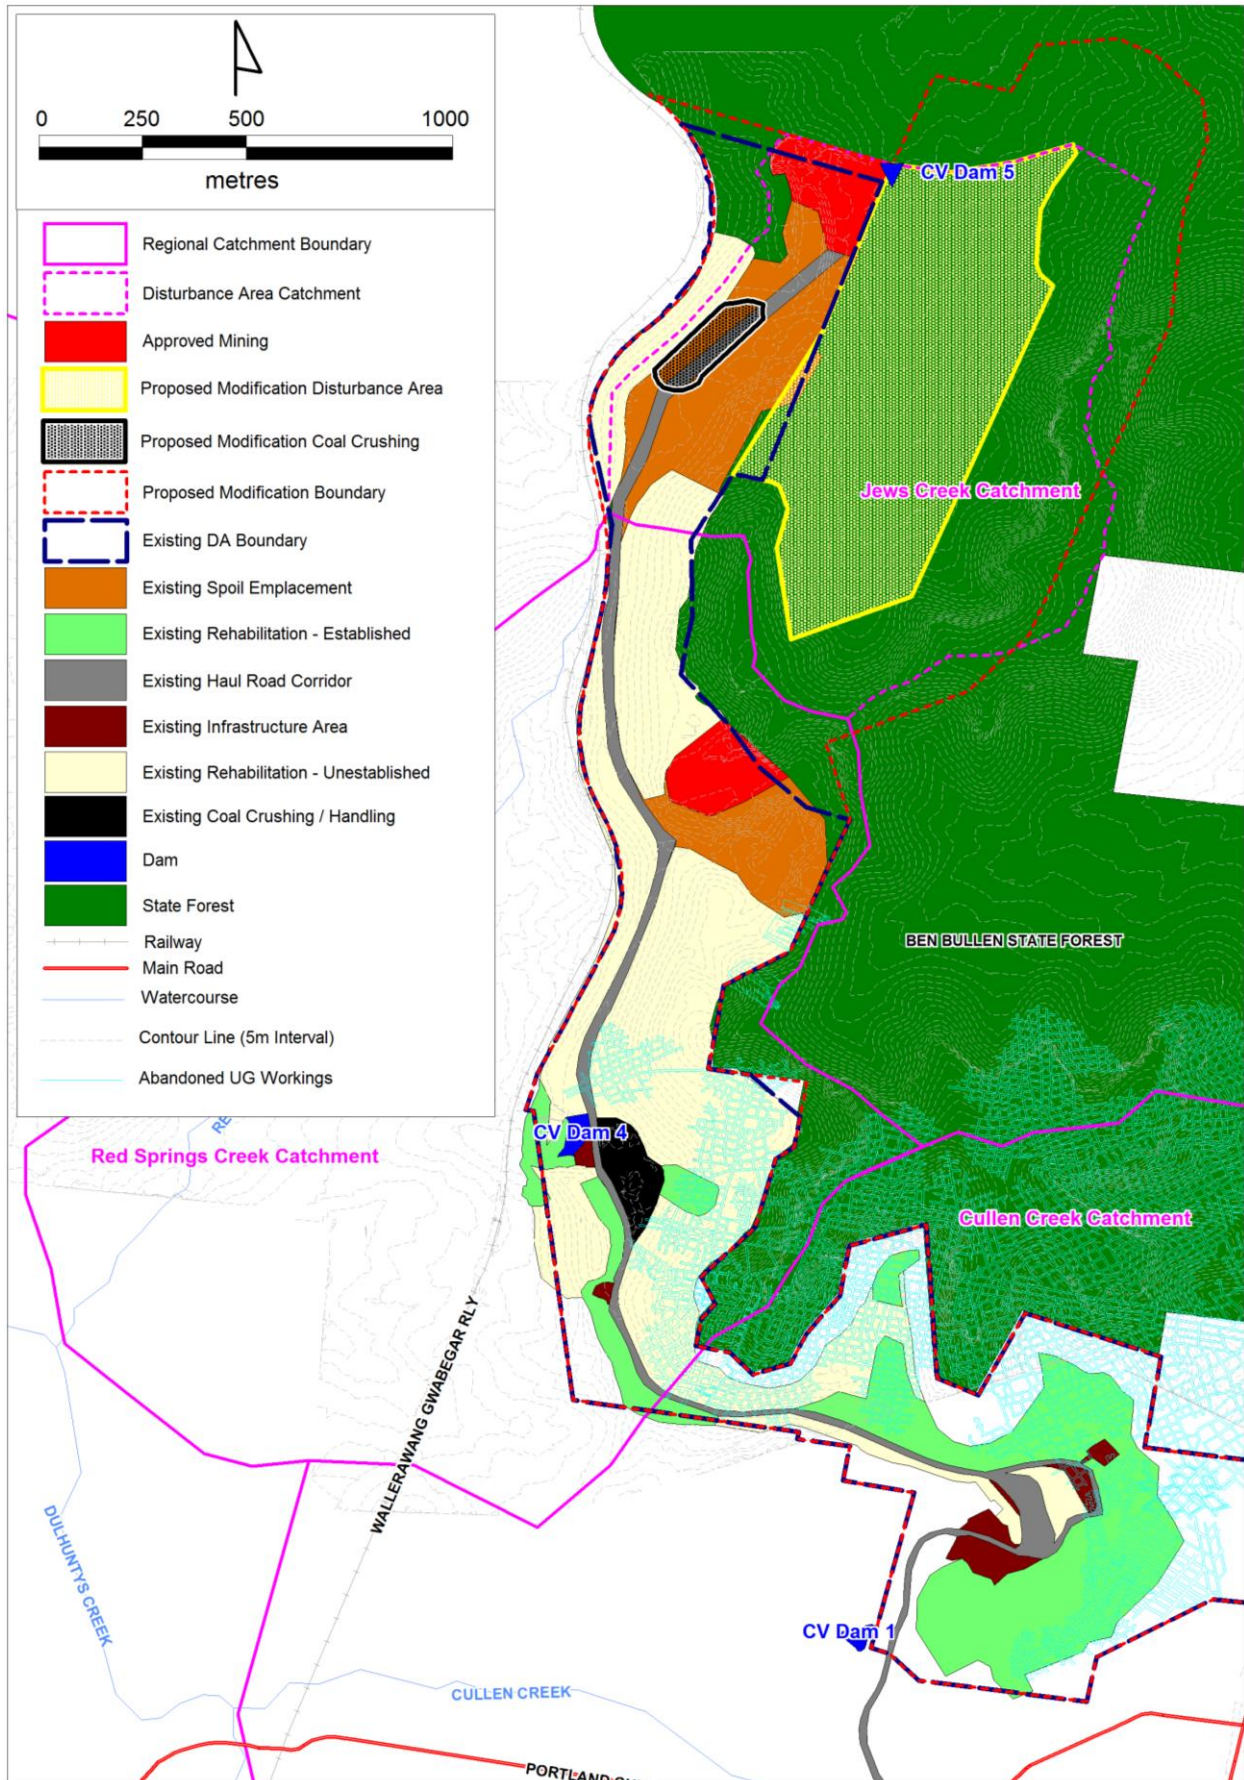 0 250 500 1000
metres
Regional Catchment Boundary
Disturbance Area Catchment
Approved Mining
Proposed Modification Disturbance Area
Proposed Modification Coal Crushing
Proposed Modification Boundary
Existing DA Boundary
Existing Spoil Emplacement
Existing Rehabilitation - Established
Existing Haul Road Corridor
Existing Infrastructure Area
Existing Rehabilitation - Unestablished
Existing Coal Crushing / Handling
Dam
State Forest
Railway
Main Road
Watercourse
Contour Line (5m Interval)
Abandoned UG Workings
CV Dam 5
Jews Creek Catchment
BEN BULLEN STATE FOREST
CV Dam 4
RE
Red Springs Creek Catchment
Cullen Creek Catchment
WALLERAWANG GWABEGAR RLY
DULHUNTYS CREEK
CV Dam 1
CULLEN CREEK